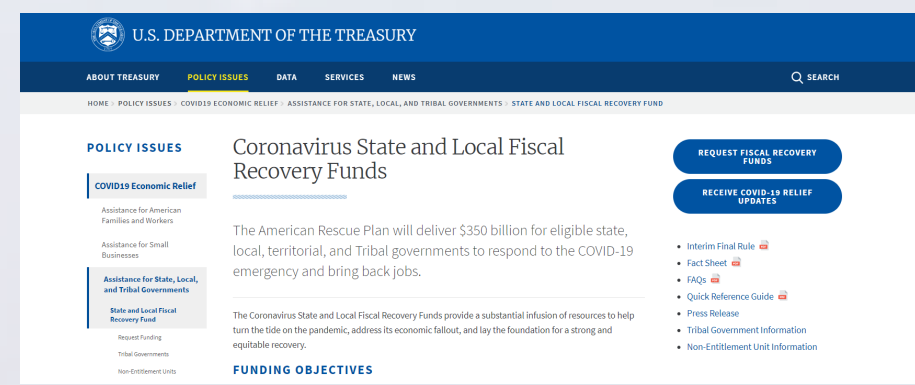 U.S. DEPARTMENT OF THE TREASURY
ABOUT TREASURY POLICY ISSUES DATA SERVICES NEWS SEARCH
HOME > POLICY ISSUES > COVID19 ECONOMIC RELIEF > ASSISTANCE FOR STATE, LOCAL, AND TRIBAL GOVERNMENTS > STATE AND LOCAL FISCAL RECOVERY FUND
POLICY ISSUES
COVID19 Economic Relief
Assistance for American
Families and Workers
Assistance for Small
Businesses
Assistance for State, Local,
and Tribal Governments
State and Local Fiscal
Recovery Fund
Request Funding
Tribal Governments
Non-Entitlement Units
Coronavirus State and Local Fiscal
Recovery Funds
The American Rescue Plan will deliver $350 billion for eligible state,
local, territorial, and Tribal governments to respond to the COVID-19
emergency and bring back jobs.
The Coronavirus State and Local Fiscal Recovery Funds provide a substantial infusion of resources to help
turn the tide on the pandemic, address its economic fallout, and lay the foundation for a strong and
equitable recovery.
FUNDING OBJECTIVES
REQUEST FISCAL RECOVERY
FUNDS
RECEIVE COVID-19 RELIEF
UPDATES
• Interim Final Rule
• Fact Sheet
• FAQs
• Quick Reference Guide
• Press Release
• Tribal Government Information
• Non-Entitlement Unit Information